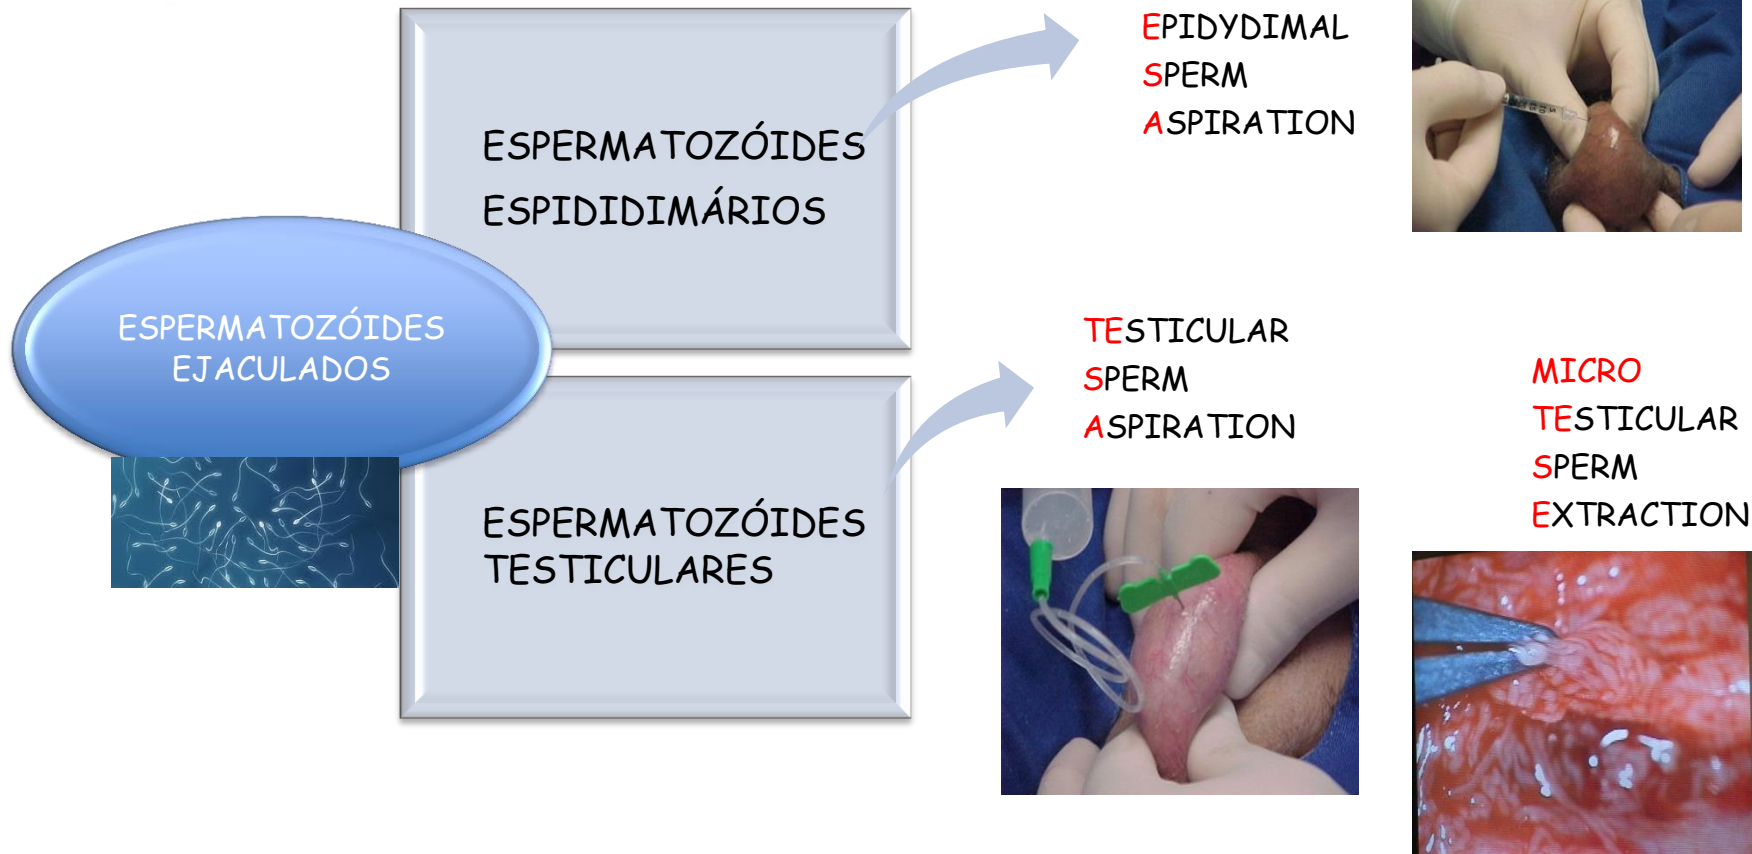 ESPERMATOZÓIDES
EJACULADOS
ESPERMATOZÓIDES
ESPIDIDIMÁRIOS
EPIDYDIMAL
SPERM
ASPIRATION
ESPERMATOZÓIDES
TESTICULARES
TESTICULAR
SPERM
ASPIRATION
MICRO
TESTICULAR
SPERM
EXTRACTION